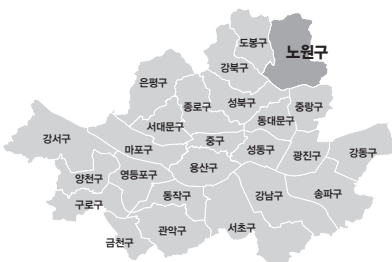 도봉구
노원구
강북구
은평구
종로구
성북구
중랑구
서대문구
동대문구
강서구
마포구
중구
성동구
광진구
강동구
양천구
영등포구
용산구
동작구
강남구
송파구
구로구
관악구
서초구
금천구